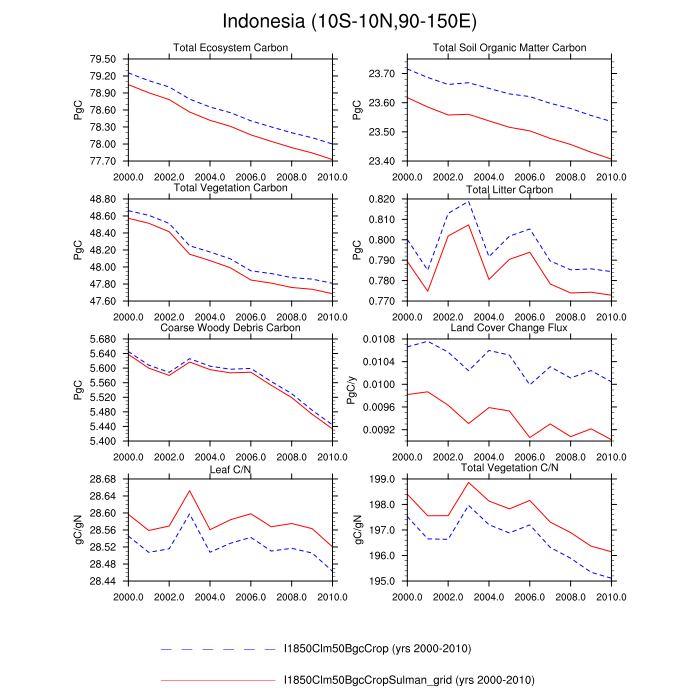 Indonesia (10S-10N,90-150E)
Total Ecosystem Carbon
PgC
79.50
79.20
78.90
78.60
78.30
78.00
77.70
2000.0 2002.0 2004.0 2006.0 2008.0 2010.0
Total Soil Organic Matter Carbon
PgC
23.70
23.60
23.50
23.40
2000.0 2002.0 2004.0 2006.0 2008.0 2010.0
Total Vegetation Carbon
PgC
48.80
48.60
48.40
48.20
48.00
47.80
47.60
2000.0 2002.0 2004.0 2006.0 2008.0 2010.0
Total Litter Carbon
PgC
0.820
0.810
0.800
0.790
0.780
0.770
2000.0 2002.0 2004.0 2006.0 2008.0 2010.0
Coarse Woody Debris Carbon
PgC
5.680
5.640
5.600
5.560
5.520
5.480
5.440
5.400
2000.0 2002.0 2004.0 2006.0 2008.0 2010.0
Land Cover Change Flux
PgC/y
0.0108
0.0104
0.0100
0.0096
0.0092
2000.0 2002.0 2004.0 2006.0 2008.0 2010.0
Leaf C/N
gC/gN
28.68
28.64
28.60
28.56
28.52
28.48
28.44
2000.0 2002.0 2004.0 2006.0 2008.0 2010.0
Total Vegetation C/N
gC/gN
199.0
198.0
197.0
196.0
195.0
2000.0 2002.0 2004.0 2006.0 2008.0 2010.0
I1850Clm50BgcCrop (yrs 2000-2010)
I1850Clm50BgcCropSulman_grid (yrs 2000-2010)